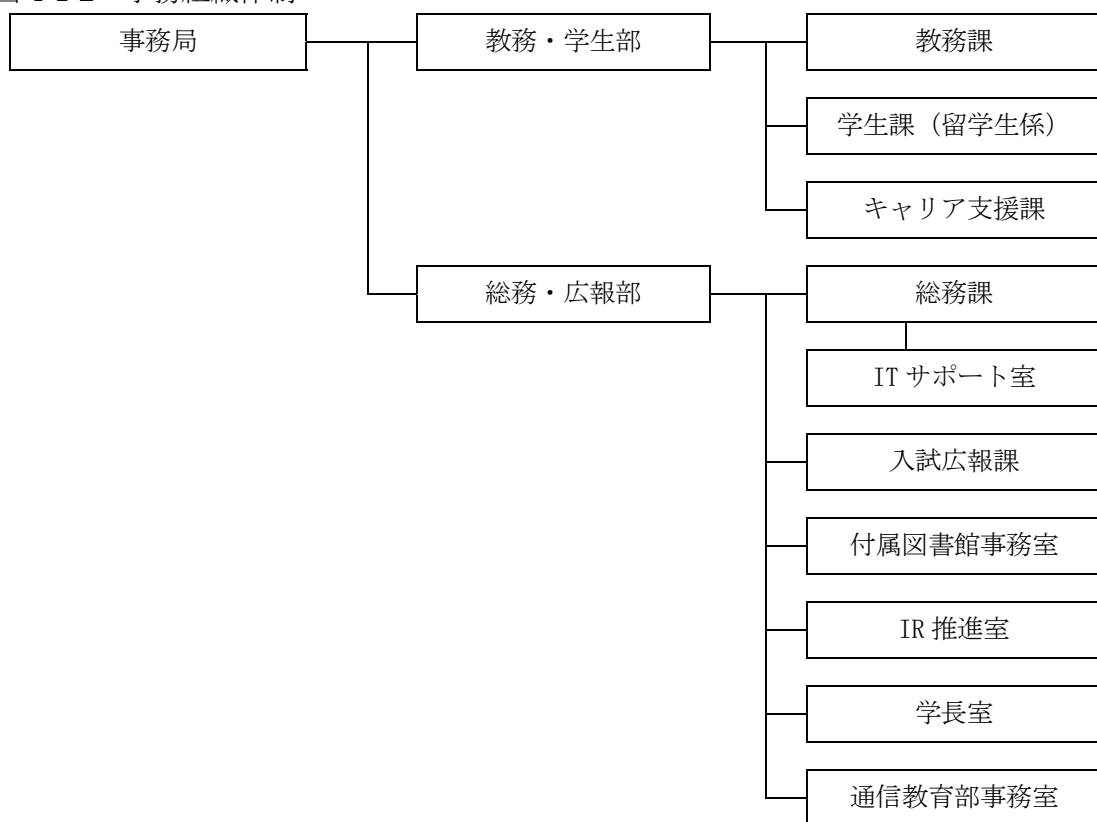 事務局
教務・学生部
教務課
学生課（留学生係）
キャリア支援課
総務・広報部
総務課
IT サポート室
入試広報課
付属図書館事務室
IR 推進室
学長室
通信教育部事務室